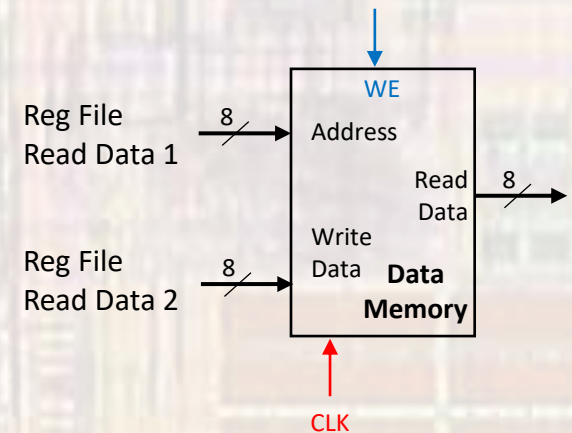 WE
Reg File
Read Data 1
8
Address
Read
Data
8
Write
Data
Reg File
Read Data 2
8
Data
Memory
CLK